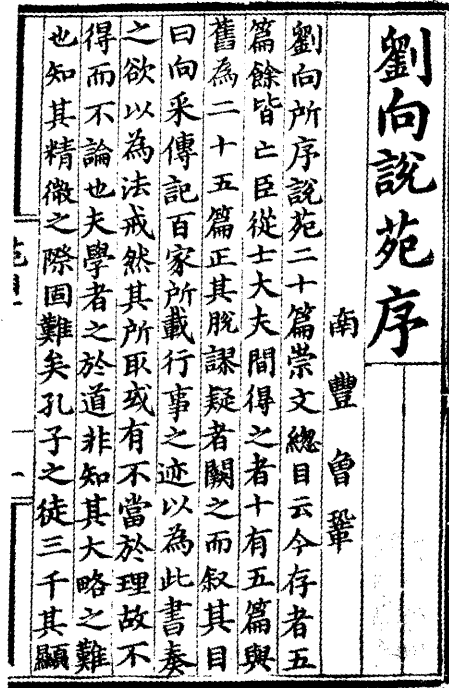 劉向說苑序
南豐曾鞏
劉向所序說苑二十篇崇文總目云今存者五
篇餘皆亡臣從士大夫間得之者十有五篇與
舊為二十五篇正其脫謬疑者闕之而叙其目
曰向采傳記百家所載行事之迹以為此書奏
之欲以為法戒然其所取或有不當於理故不
得而不論也夫學者之於道非知其大略之難
也知其精微之際固難矣孔子之徒三千其顯